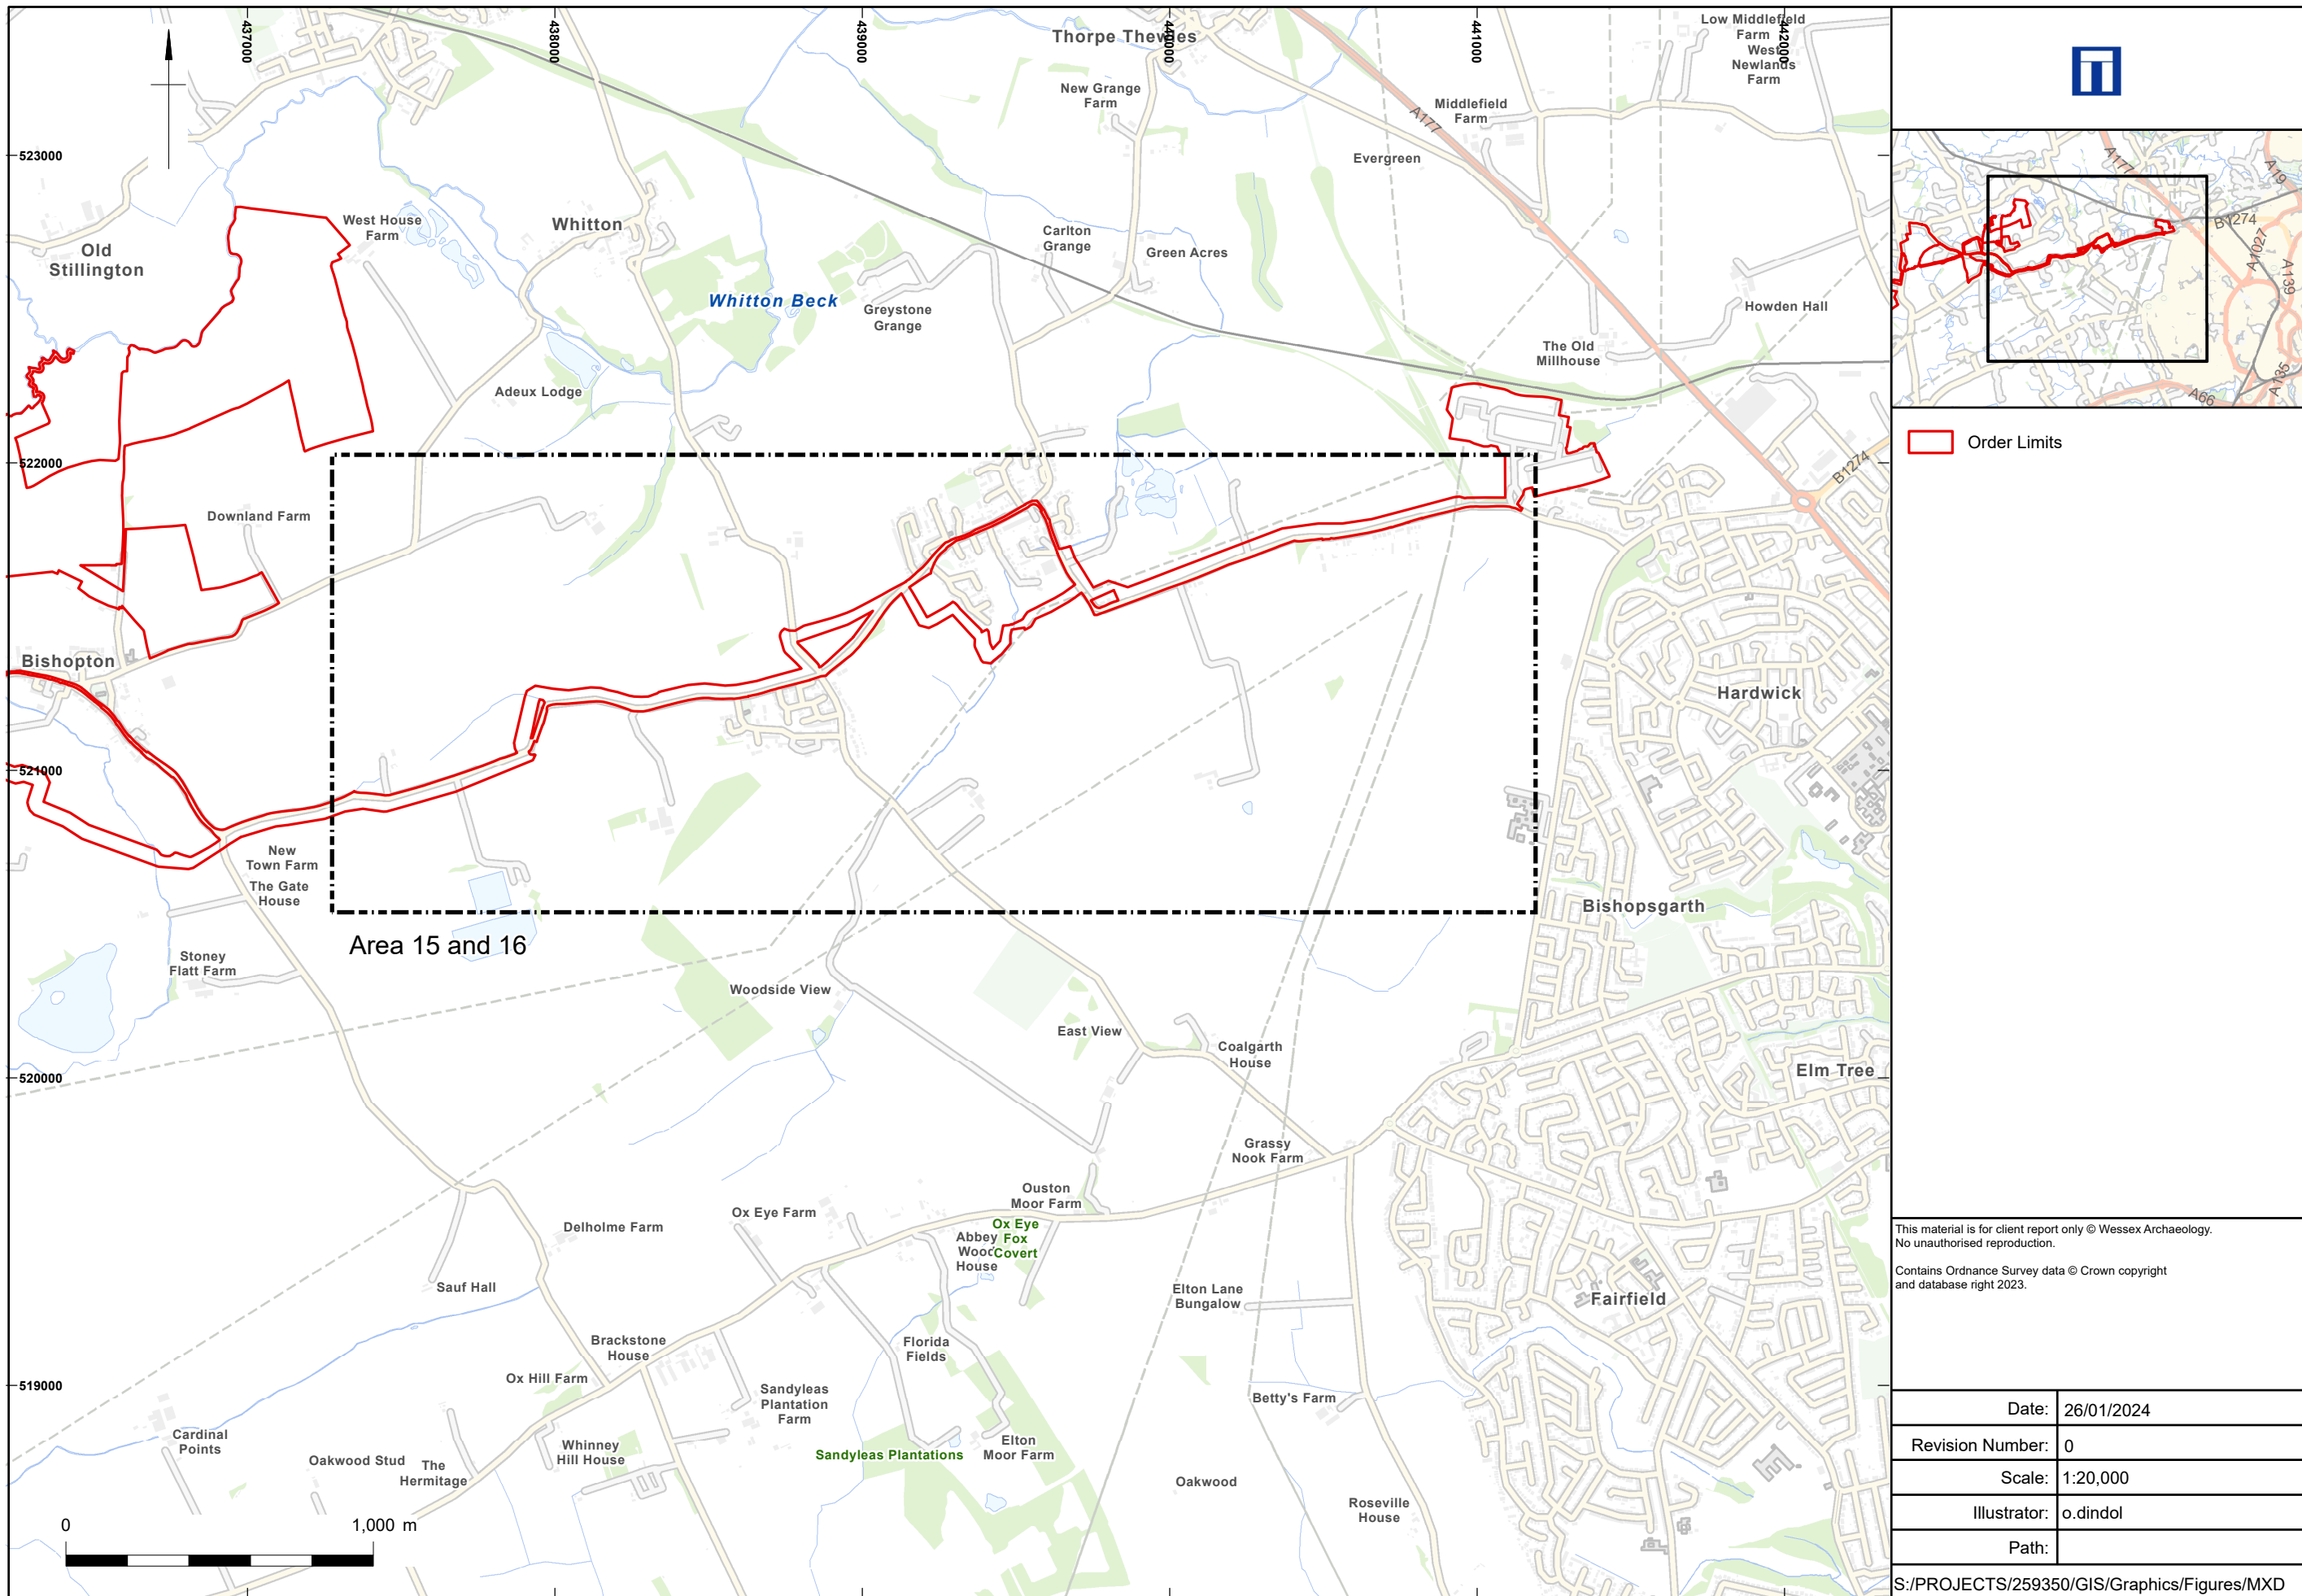 437000
438000
439000
440000
441000
442000
Thorpe Thewles
Low Middlefield
Farm
West
Newlands
Farm
New Grange
Farm
Middlefield
Farm
A177
Evergreen
523000
Old
Stillington
West House
Farm
Whitton
Carlton
Grange
Green Acres
Whitton Beck
Greystone
Grange
Howden Hall
The Old
Millhouse
Adeux Lodge
522000
B1274
Downland Farm
Bishopton
Hardwick
521000
New
Town Farm
The Gate
House
Bishopsgarth
Area 15 and 16
Stoney
Flatt Farm
Woodside View
East View
Coalgarth
House
520000
Elm Tree
Grassy
Nook Farm
Ouston
Moor Farm
Ox Eye Farm
Delholme Farm
Ox Eye
Fox
Covert
Abbey
Wood
House
Sauf Hall
Elton Lane
Bungalow
Fairfield
Brackstone
House
Florida
Fields
519000
Ox Hill Farm
Sandyleas
Plantation
Farm
Betty's Farm
Cardinal
Points
Whinney
Hill House
Sandyleas Plantations
Elton
Moor Farm
Oakwood Stud
The
Hermitage
Oakwood
Roseville
House
0
1,000 m
A177
A19
B1274
A1027
A139
A135
A66
Order Limits
This material is for client report only © Wessex Archaeology.
No unauthorised reproduction.
Contains Ordnance Survey data © Crown copyright
and database right 2023.
Date: 26/01/2024
Revision Number: 0
Scale: 1:20,000
Illustrator: o.dindol
Path:
S:/PROJECTS/259350/GIS/Graphics/Figures/MXD